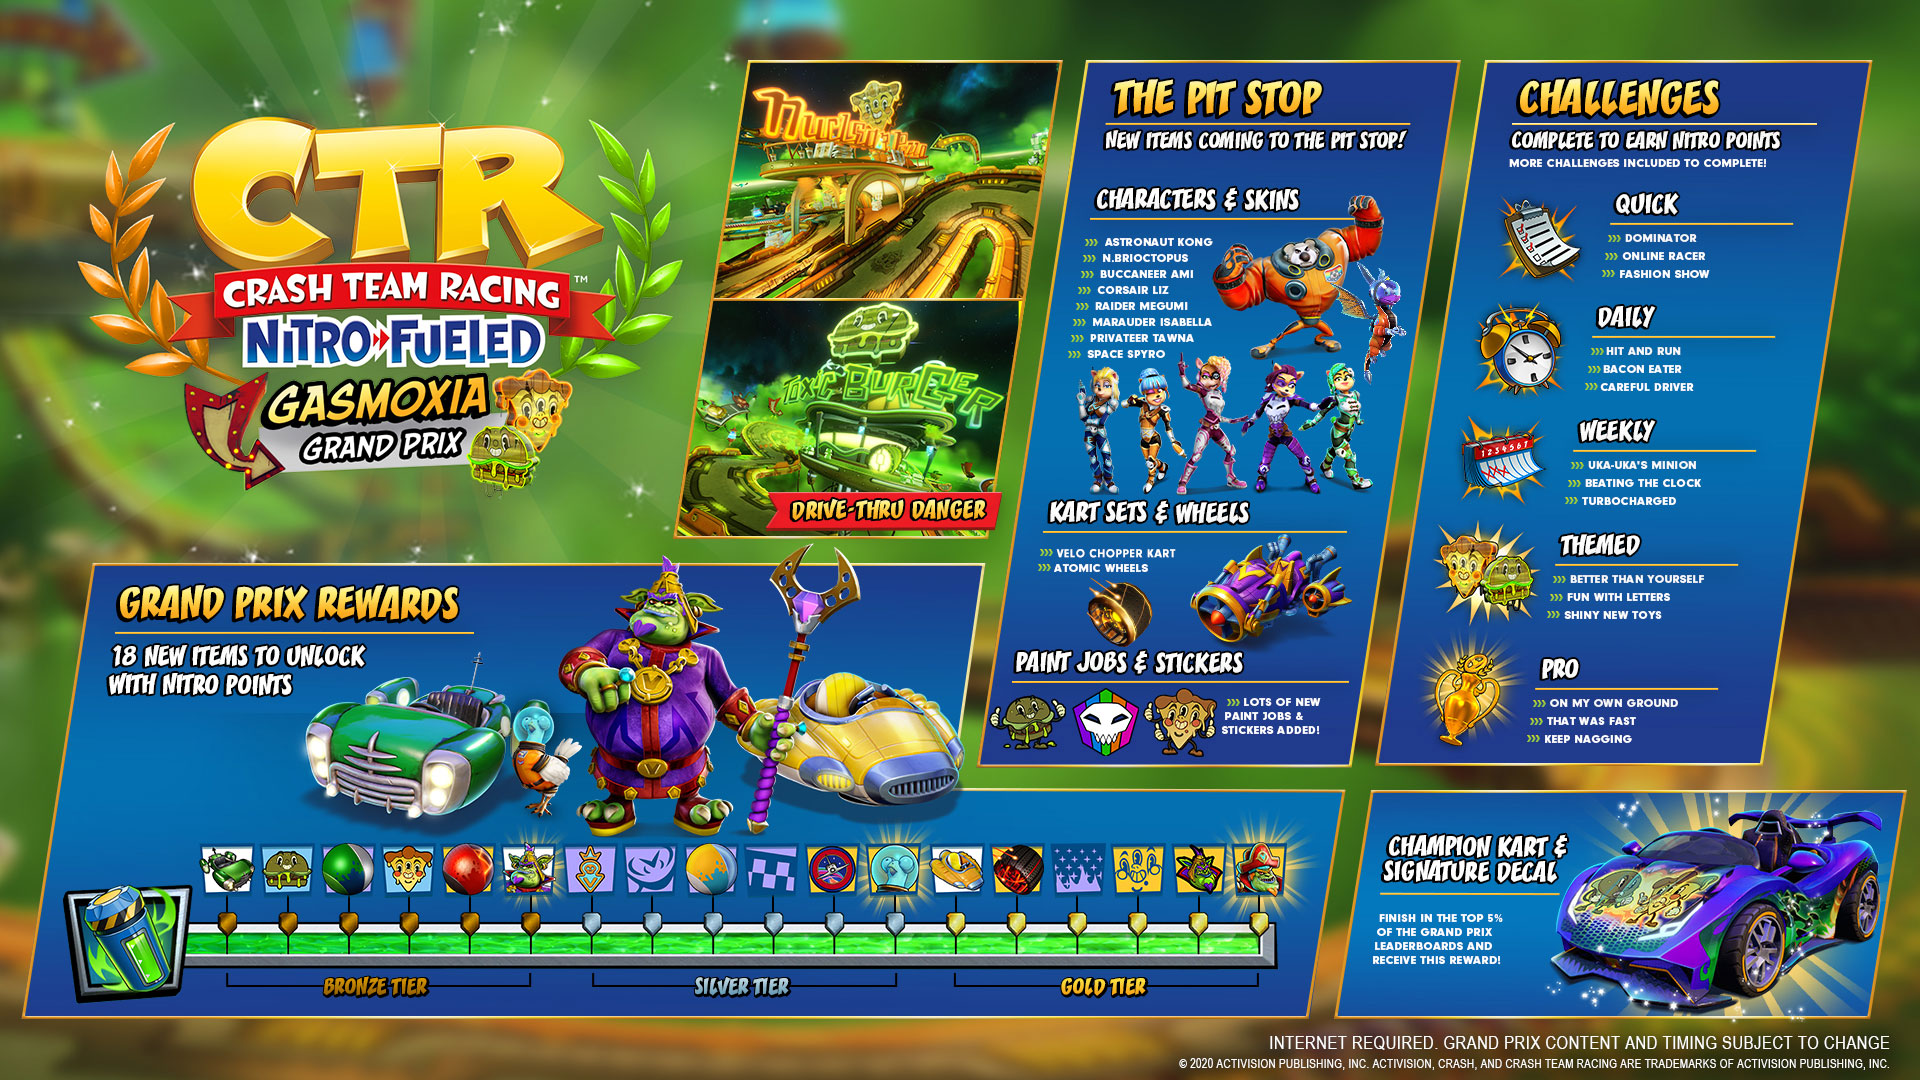 CTR
CRASH TEAM RACING™
NITRO FUELED
GASMOXIA
GRAND PRIX
TOXIC BURGER
DRIVE-THRU DANGER
THE PIT STOP
NEW ITEMS COMING TO THE PIT STOP!
CHARACTERS & SKINS
››› ASTRONAUT KONG
››› N.BRIOCTOPUS
››› BUCCANEER AMI
››› CORSAIR LIZ
››› RAIDER MEGUMI
››› MARAUDER ISABELLA
››› PRIVATEER TAWNA
››› SPACE SPYRO
KART SETS & WHEELS
››› VELO CHOPPER KART
››› ATOMIC WHEELS
PAINT JOBS & STICKERS
››› LOTS OF NEW
PAINT JOBS &
STICKERS ADDED!
CHALLENGES
COMPLETE TO EARN NITRO POINTS
MORE CHALLENGES INCLUDED TO COMPLETE!
QUICK
››› DOMINATOR
››› ONLINE RACER
››› FASHION SHOW
DAILY
››› HIT AND RUN
››› BACON EATER
››› CAREFUL DRIVER
1 2 3 4 5 6 7
WEEKLY
››› UKA-UKA'S MINION
››› BEATING THE CLOCK
››› TURBOCHARGED
THEMED
››› BETTER THAN YOURSELF
››› FUN WITH LETTERS
››› SHINY NEW TOYS
PRO
››› ON MY OWN GROUND
››› THAT WAS FAST
››› KEEP NAGGING
GRAND PRIX REWARDS
18 NEW ITEMS TO UNLOCK
WITH NITRO POINTS
BRONZE TIER
SILVER TIER
GOLD TIER
CHAMPION KART &
SIGNATURE DECAL
FINISH IN THE TOP 5%
OF THE GRAND PRIX
LEADERBOARDS AND
RECEIVE THIS REWARD!
INTERNET REQUIRED. GRAND PRIX CONTENT AND TIMING SUBJECT TO CHANGE
© 2020 ACTIVISION PUBLISHING, INC. ACTIVISION, CRASH, AND CRASH TEAM RACING ARE TRADEMARKS OF ACTIVISION PUBLISHING, INC.